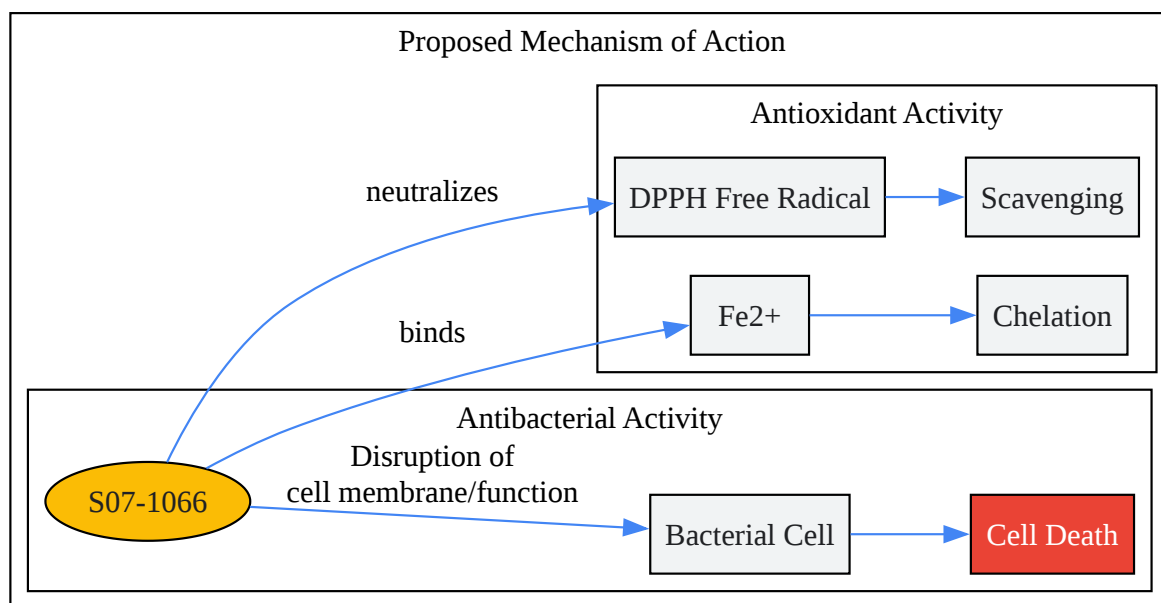 Proposed Mechanism of Action
Antioxidant Activity
neutralizes
DPPH Free Radical
Scavenging
binds
Fe2+
Chelation
Antibacterial Activity
S07-1066
Disruption of
cell membrane/function
Bacterial Cell
Cell Death